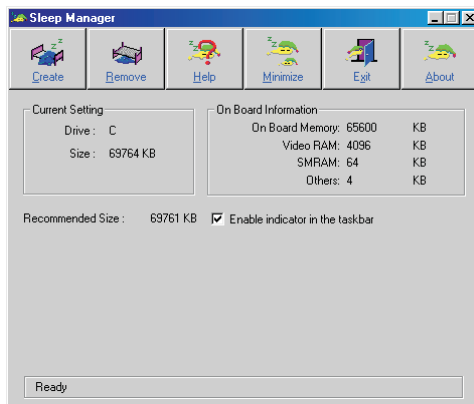 Sleep Manager
Create Remove Help Minimize Exit About
Current Setting
Drive : C
Size : 69764 KB
On Board Information
On Board Memory: 65600 KB
Video RAM: 4096 KB
SMRAM: 64 KB
Others: 4 KB
Recommended Size : 69761 KB Enable indicator in the taskbar
Ready